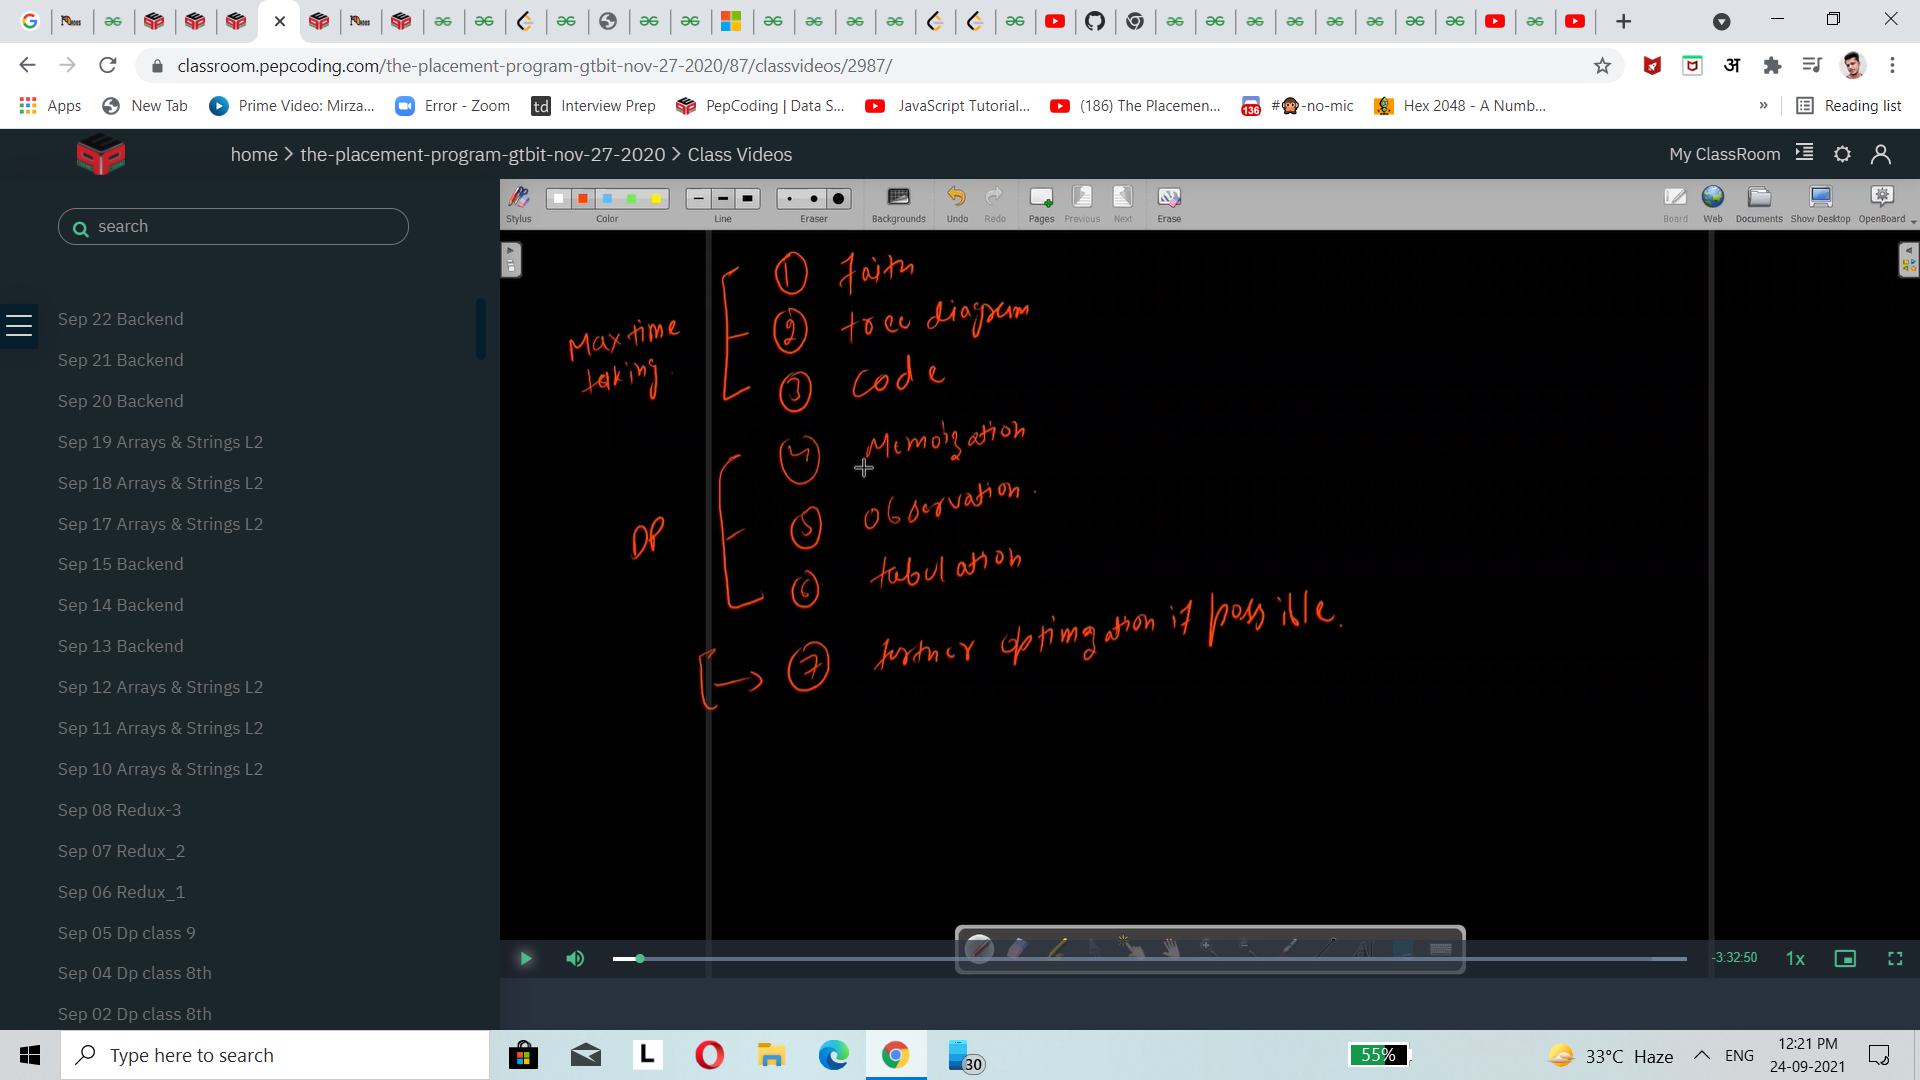 classroom.pepcoding.com/the-placement-program-gtbit-nov-27-2020/87/classvideos/2987/
अ
Apps New Tab Prime Video: Mirza... Error - Zoom td Interview Prep PepCoding | Data S... JavaScript Tutorial... (186) The Placemen... 136 #🙊-no-mic Hex 2048 - A Numb... » Reading list
home > the-placement-program-gtbit-nov-27-2020 > Class Videos
My ClassRoom
search
Sep 22 Backend
Sep 21 Backend
Sep 20 Backend
Sep 19 Arrays & Strings L2
Sep 18 Arrays & Strings L2
Sep 17 Arrays & Strings L2
Sep 15 Backend
Sep 14 Backend
Sep 13 Backend
Sep 12 Arrays & Strings L2
Sep 11 Arrays & Strings L2
Sep 10 Arrays & Strings L2
Sep 08 Redux-3
Sep 07 Redux_2
Sep 06 Redux_1
Sep 05 Dp class 9
Sep 04 Dp class 8th
Sep 02 Dp class 8th
Stylus Color Line Eraser Backgrounds Undo Redo Pages Previous Next Erase Board Web Documents Show Desktop OpenBoard
Max time taking.
① Faith
② tree diagram
③ Code
DP
④ Memoization
⑤ Observation.
⑥ tabulation
⑦ further optimization if possible.
-3:32:50 1x
Type here to search
L
30
55%
33°C Haze
ENG
12:21 PM
24-09-2021